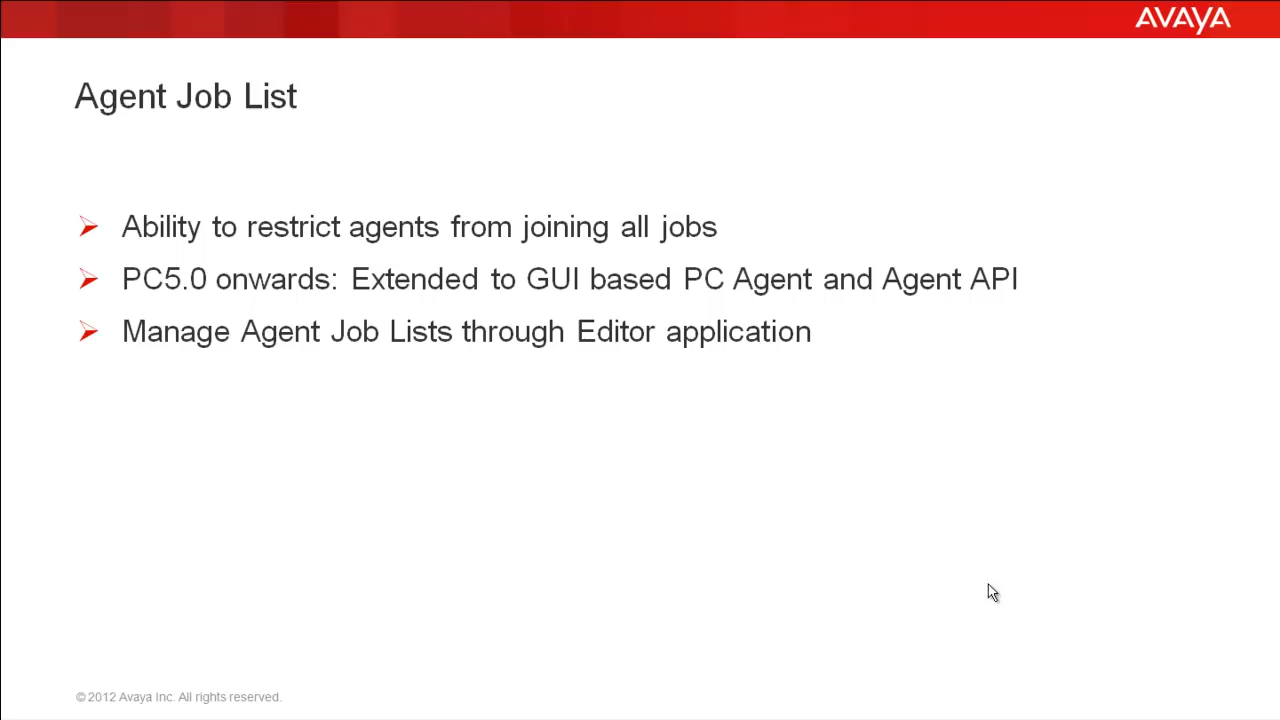 AVAYA
Agent Job List
Ability to restrict agents from joining all jobs
PC5.0 onwards: Extended to GUI based PC Agent and Agent API
Manage Agent Job Lists through Editor application
© 2012 Avaya Inc. All rights reserved.